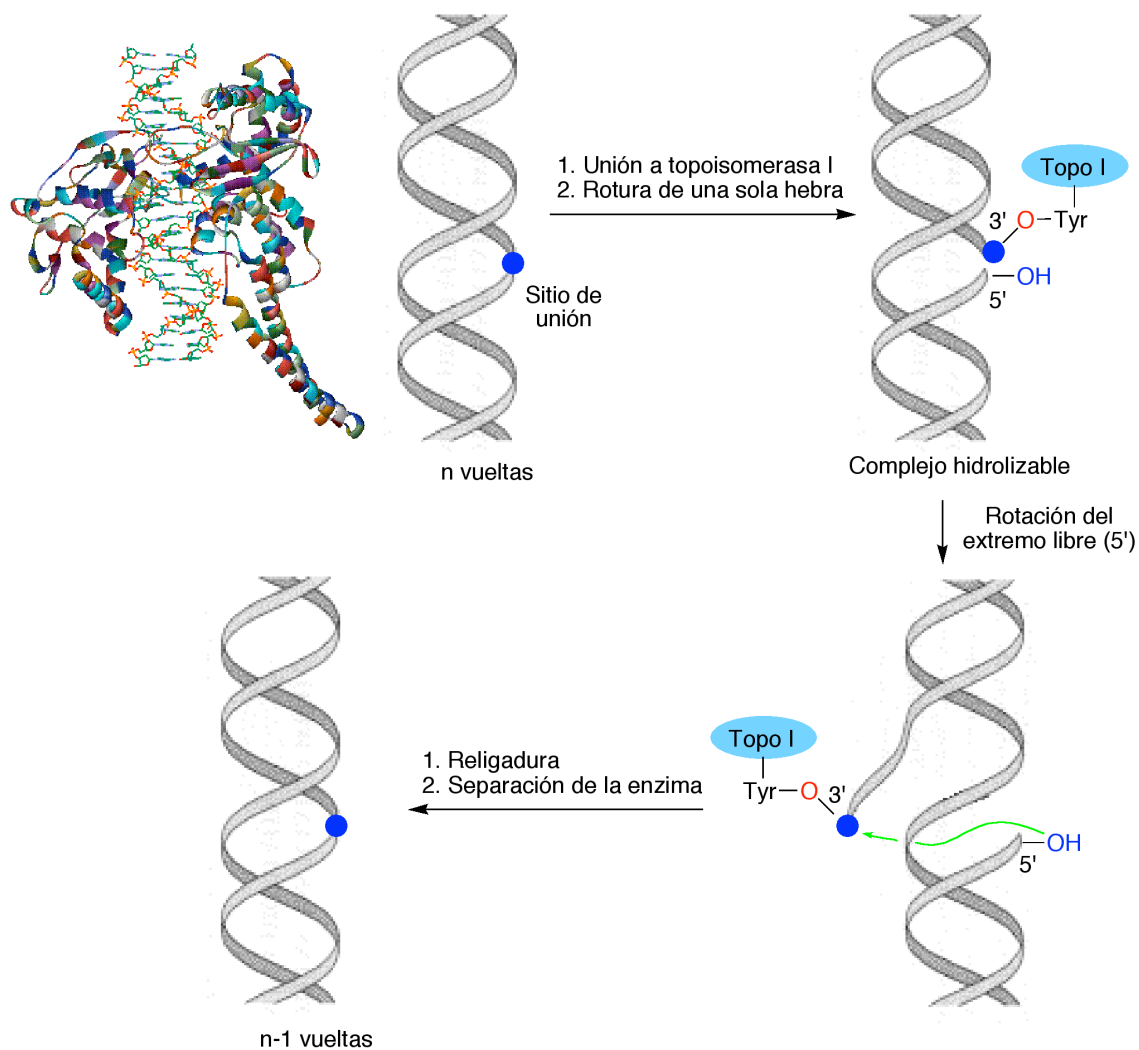 1. Unión a topoisomerasa I
2. Rotura de una sola hebra
Topo I
3' O Tyr
OH
5'
Sitio de
unión
n vueltas
Complejo hidrolizable
Rotación del
extremo libre (5')
Topo I
Tyr O 3'
OH
5'
1. Religadura
2. Separación de la enzima
n-1 vueltas